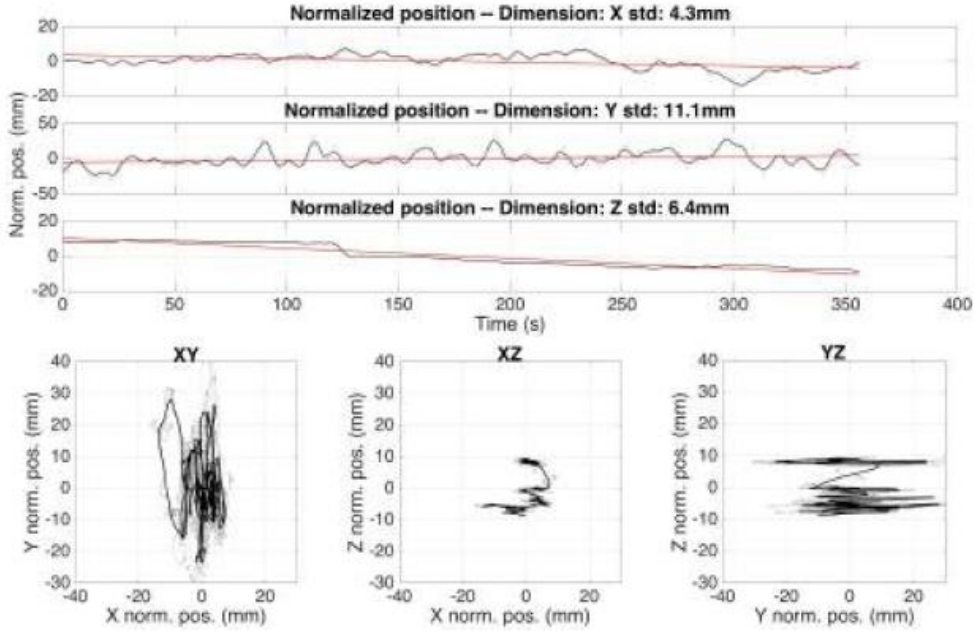 Normalized position -- Dimension: X std: 4.3mm
20
0
-20
Normalized position -- Dimension: Y std: 11.1mm
50
0
-50
Normalized position -- Dimension: Z std: 6.4mm
20
0
-20
Norm. pos. (mm)
0 50 100 150 200 250 300 350 400
Time (s)
XY
40
30
20
10
0
-10
-20
-30
Y norm. pos. (mm)
-40 -20 0 20
X norm. pos. (mm)
XZ
40
30
20
10
0
-10
-20
-30
Z norm. pos. (mm)
-40 -20 0 20
X norm. pos. (mm)
YZ
40
30
20
10
0
-10
-20
-30
Z norm. pos. (mm)
-40 -20 0 20
Y norm. pos. (mm)